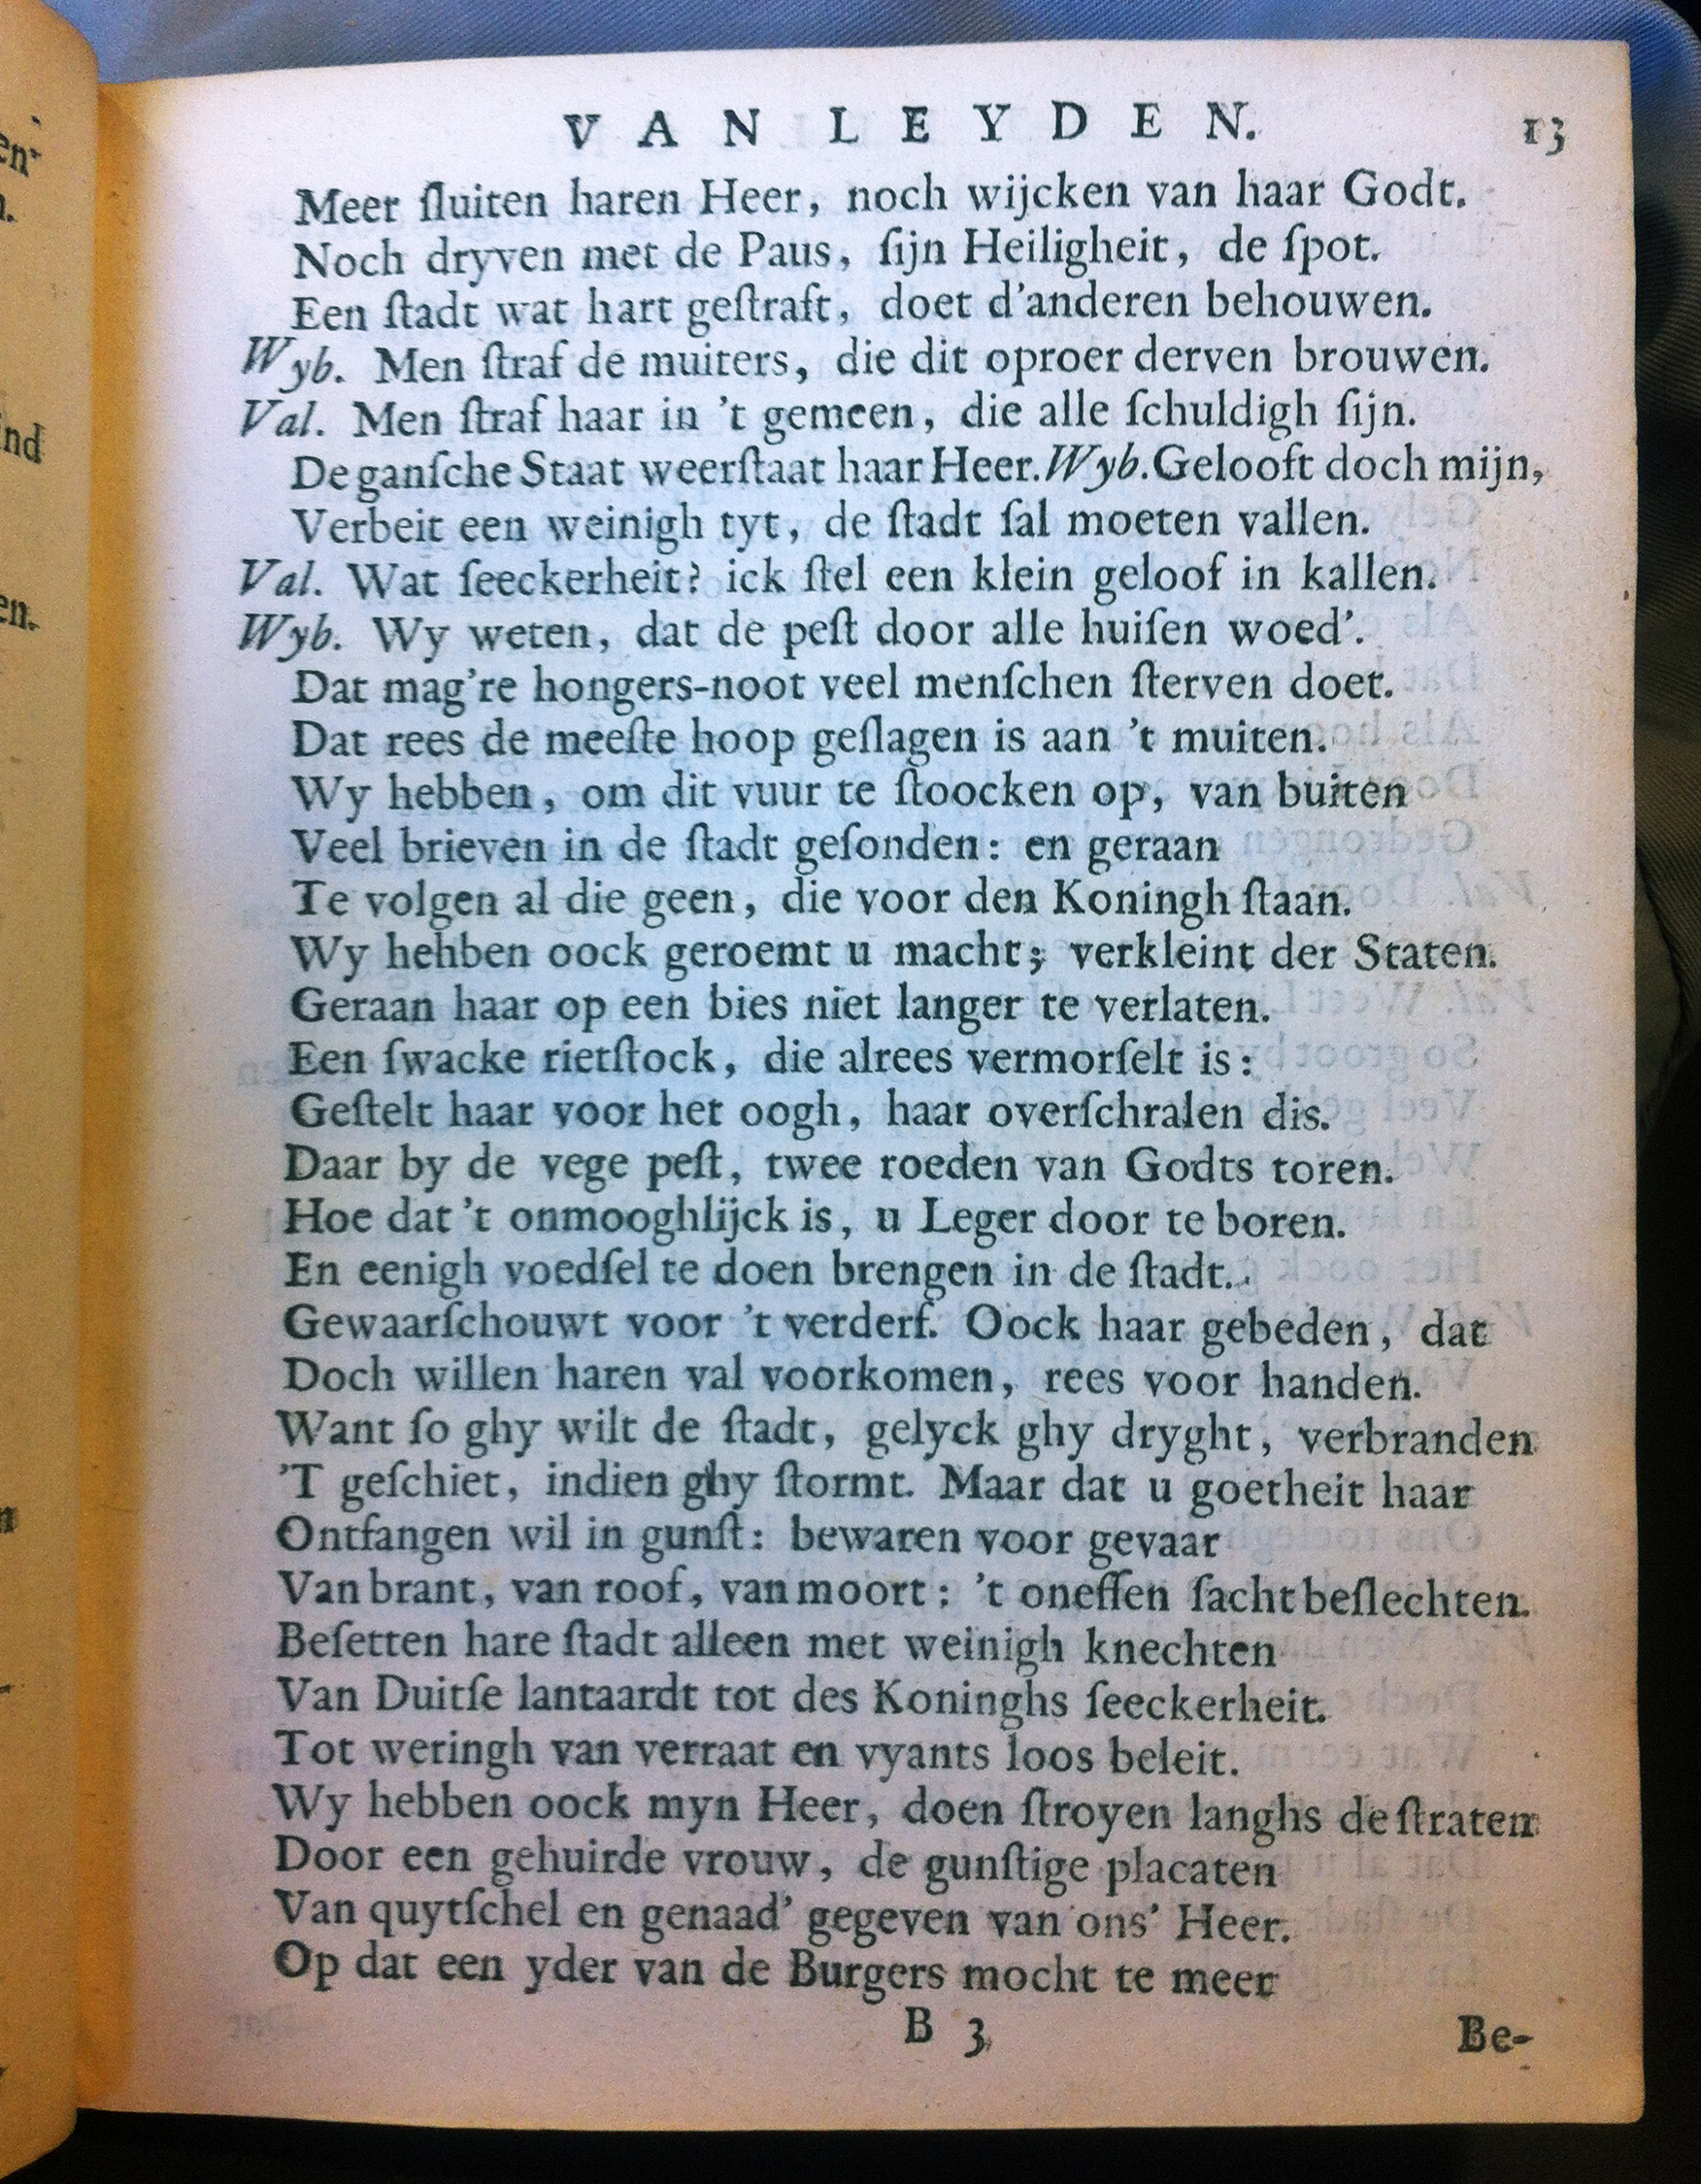 VAN LEYDEN. 13
Meer ſluiten haren Heer, noch wijcken van haar Godt.
Noch dryven met de Paus, ſijn Heiligheit, de ſpot.
Een ſtadt wat hart geſtraft, doet d'anderen behouwen.
Wyb. Men ſtraf de muiters, die dit oproer derven brouwen.
Val. Men ſtraf haar in 't gemeen, die alle ſchuldigh ſijn.
De ganſche Staat weerſtaat haar Heer. Wyb. Gelooft doch mijn,
Verbeit een weinigh tyt, de ſtadt ſal moeten vallen.
Val. Wat ſeeckerheit? ick ſtel een klein geloof in kallen.
Wyb. Wy weten, dat de peſt door alle huiſen woed'.
Dat mag're hongers-noot veel menſchen ſterven doet.
Dat rees de meeſte hoop geſlagen is aan 't muiten.
Wy hebben, om dit vuur te ſtoocken op, van buiten
Veel brieven in de ſtadt geſonden: en geraan
Te volgen al die geen, die voor den Koningh ſtaan.
Wy hehben oock geroemt u macht; verkleint der Staten.
Geraan haar op een bies niet langer te verlaten.
Een ſwacke rietſtock, die alrees vermorſelt is:
Geſtelt haar voor het oogh, haar overſchralen dis.
Daar by de vege peſt, twee roeden van Godts toren.
Hoe dat 't onmooghlijck is, u Leger door te boren.
En eenigh voedſel te doen brengen in de ſtadt.
Gewaarſchouwt voor 't verderf. Oock haar gebeden, dat
Doch willen haren val voorkomen, rees voor handen.
Want ſo ghy wilt de ſtadt, gelyck ghy dryght, verbranden
'T geſchiet, indien ghy ſtormt. Maar dat u goetheit haar
Ontfangen wil in gunſt: bewaren voor gevaar
Van brant, van roof, van moort: 't oneffen ſacht beſlechten.
Beſetten hare ſtadt alleen met weinigh knechten
Van Duitſe lantaardt tot des Koninghs ſeeckerheit.
Tot weringh van verraat en vyants loos beleit.
Wy hebben oock myn Heer, doen ſtroyen langhs de ſtraten
Door een gehuirde vrouw, de gunſtige placaten
Van quytſchel en genaad' gegeven van ons' Heer.
Op dat een yder van de Burgers mocht te meer
B 3 Be-